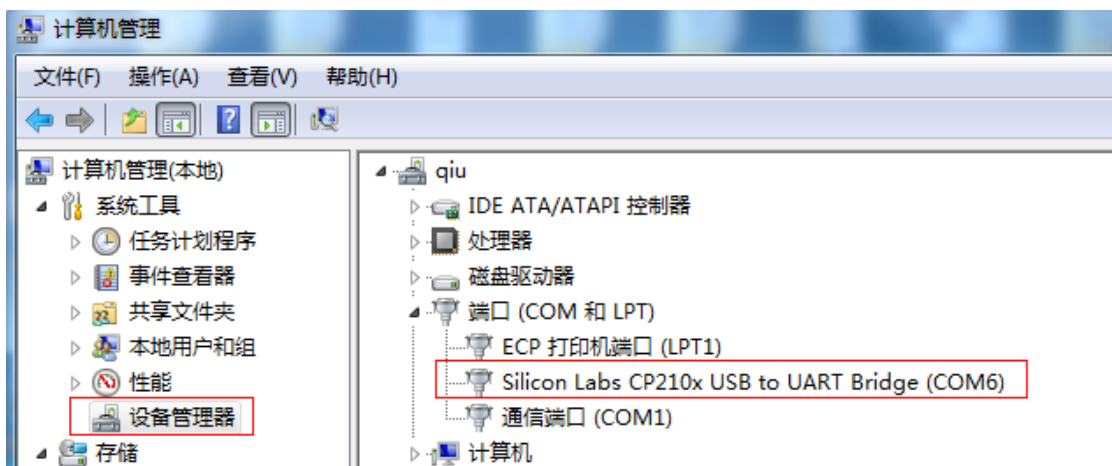 计算机管理
文件(F) 操作(A) 查看(V) 帮助(H)
计算机管理(本地)
系统工具
任务计划程序
事件查看器
共享文件夹
本地用户和组
性能
设备管理器
存储
qiu
IDE ATA/ATAPI 控制器
处理器
磁盘驱动器
端口 (COM 和 LPT)
ECP 打印机端口 (LPT1)
Silicon Labs CP210x USB to UART Bridge (COM6)
通信端口 (COM1)
计算机